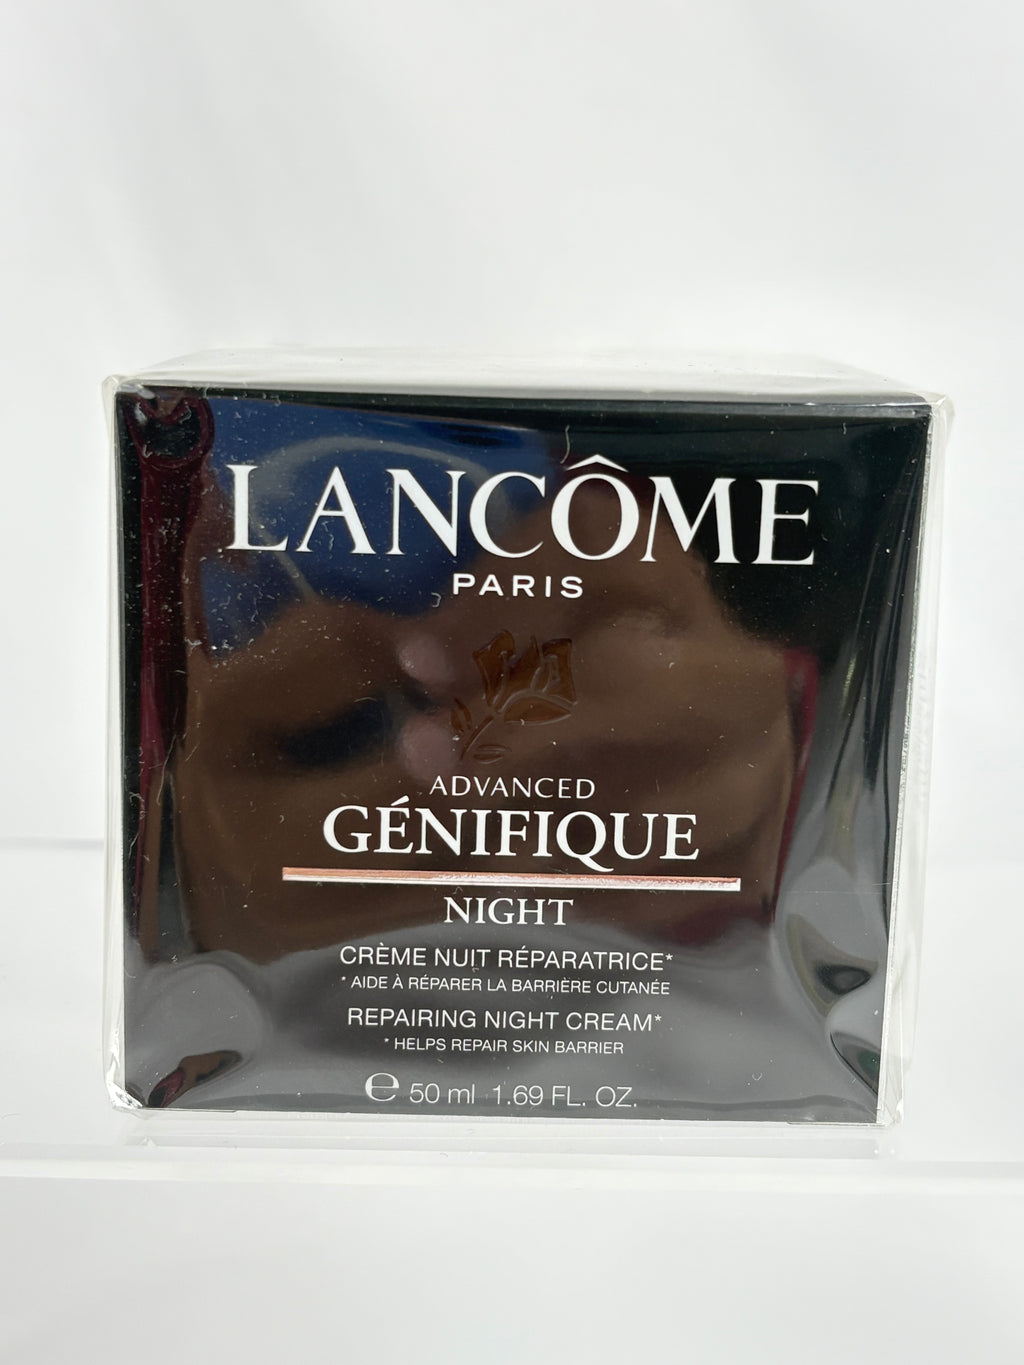 LANCÔME
PARIS
ADVANCED
GÉNIFIQUE
NIGHT
CRÈME NUIT RÉPARATRICE*
* AIDE À RÉPARER LA BARRIÈRE CUTANÉE
REPAIRING NIGHT CREAM*
* HELPS REPAIR SKIN BARRIER
℮ 50 ml 1.69 FL. OZ.